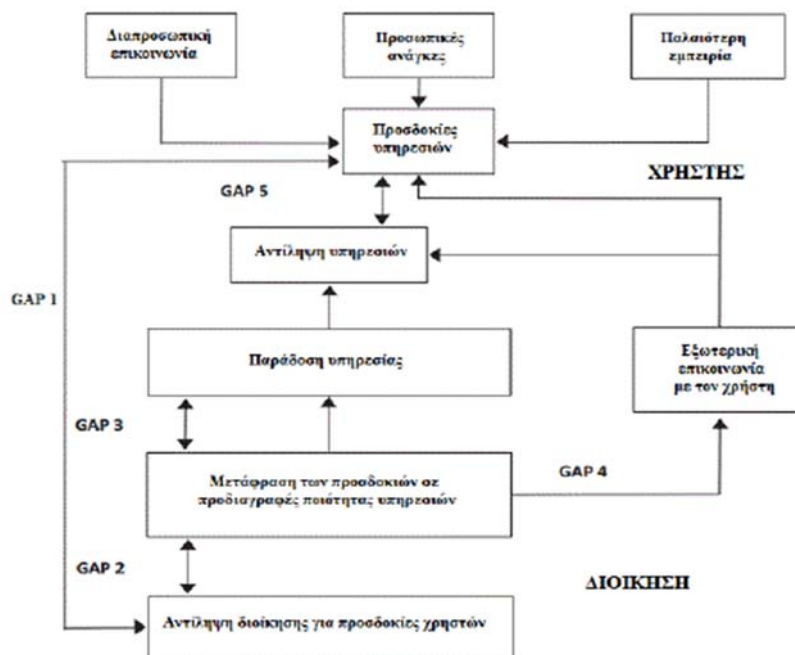 Διαπροσωπική
επικοινωνία
Προσωπικές
ανάγκες
Παλαιότερη
εμπειρία
Προσδοκίες
υπηρεσιών
ΧΡΗΣΤΗΣ
GAP 5
Αντίληψη υπηρεσιών
GAP 1
Παράδοση υπηρεσίας
Εξωτερική
επικοινωνία
με τον χρήστη
GAP 3
Μετάφραση των προσδοκιών σε
προδιαγραφές ποιότητας υπηρεσιών
GAP 4
GAP 2
ΔΙΟΙΚΗΣΗ
Αντίληψη διοίκησης για προσδοκίες χρηστών